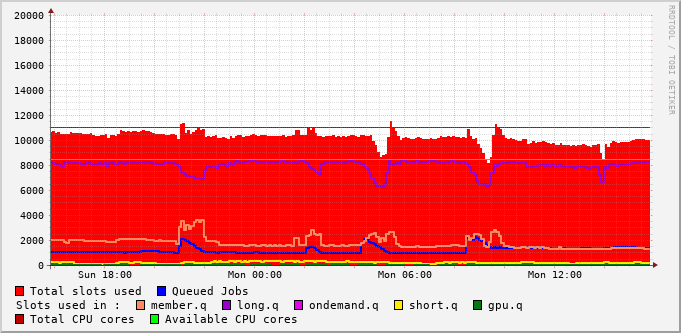 20000
18000
16000
14000
12000
10000
8000
6000
4000
2000
0
Sun 18:00 Mon 00:00 Mon 06:00 Mon 12:00
Total slots used Queued Jobs
Slots used in : member.q long.q ondemand.q short.q gpu.q
Total CPU cores Available CPU cores
RRDTOOL / TOBI OETIKER